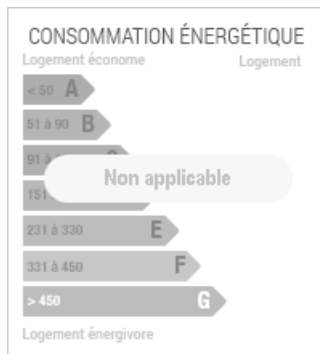 CONSOMMATION ÉNERGÉTIQUE
Logement économe Logement
< 50 A
51 à 90 B
91 à
Non applicable
151
231 à 330 E
331 à 450 F
> 450 G
Logement énergivore